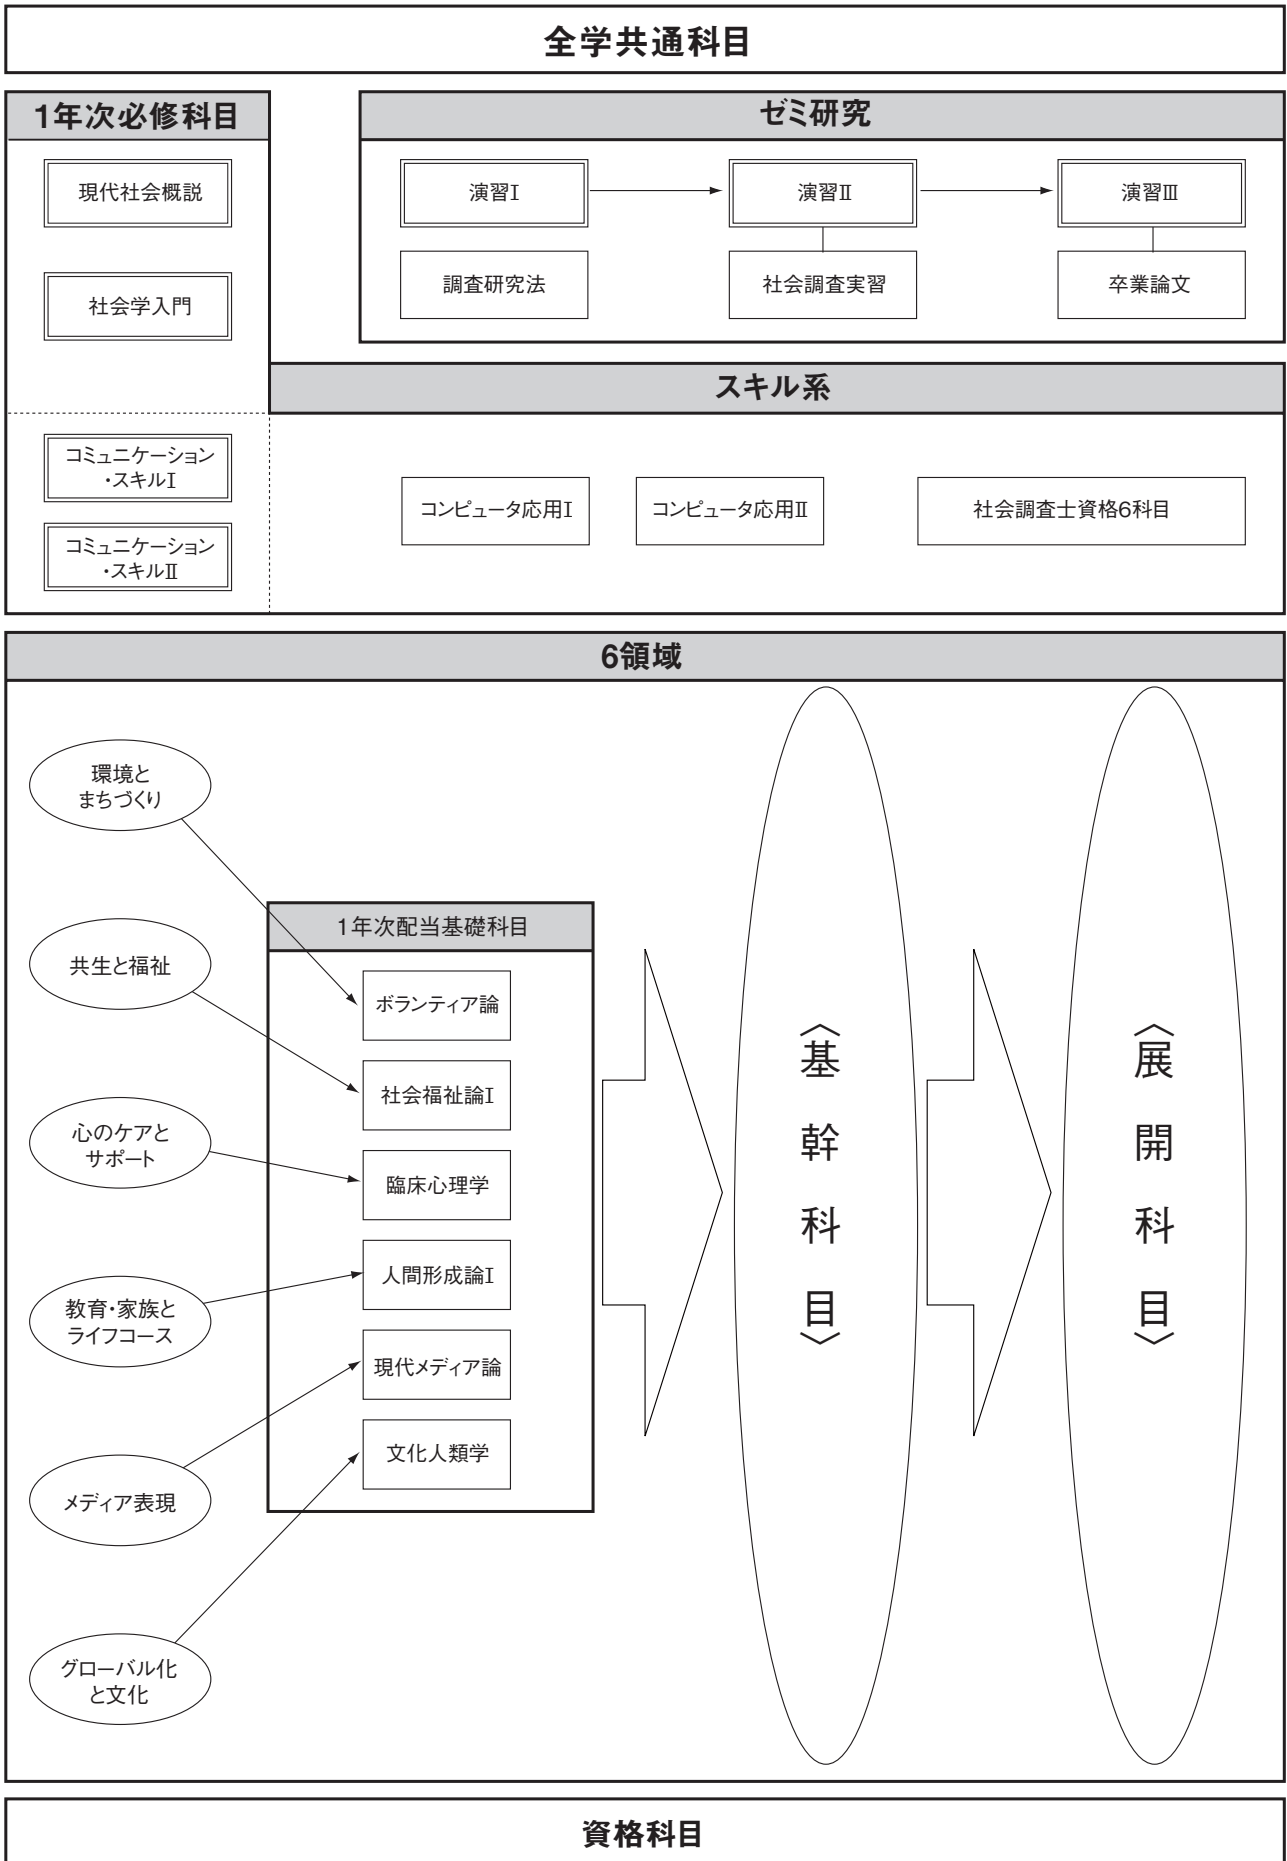 全学共通科目
1年次必修科目
現代社会概説
社会学入門
コミュニケーション
・スキルⅠ
コミュニケーション
・スキルⅡ
ゼミ研究
演習Ⅰ
演習Ⅱ
演習Ⅲ
調査研究法
社会調査実習
卒業論文
スキル系
コンピュータ応用Ⅰ
コンピュータ応用Ⅱ
社会調査士資格6科目
6領域
環境と
まちづくり
共生と福祉
心のケアと
サポート
教育・家族と
ライフコース
メディア表現
グローバル化
と文化
1年次配当基礎科目
ボランティア論
社会福祉論Ⅰ
臨床心理学
人間形成論Ⅰ
現代メディア論
文化人類学
〈基幹科目〉
〈展開科目〉
資格科目